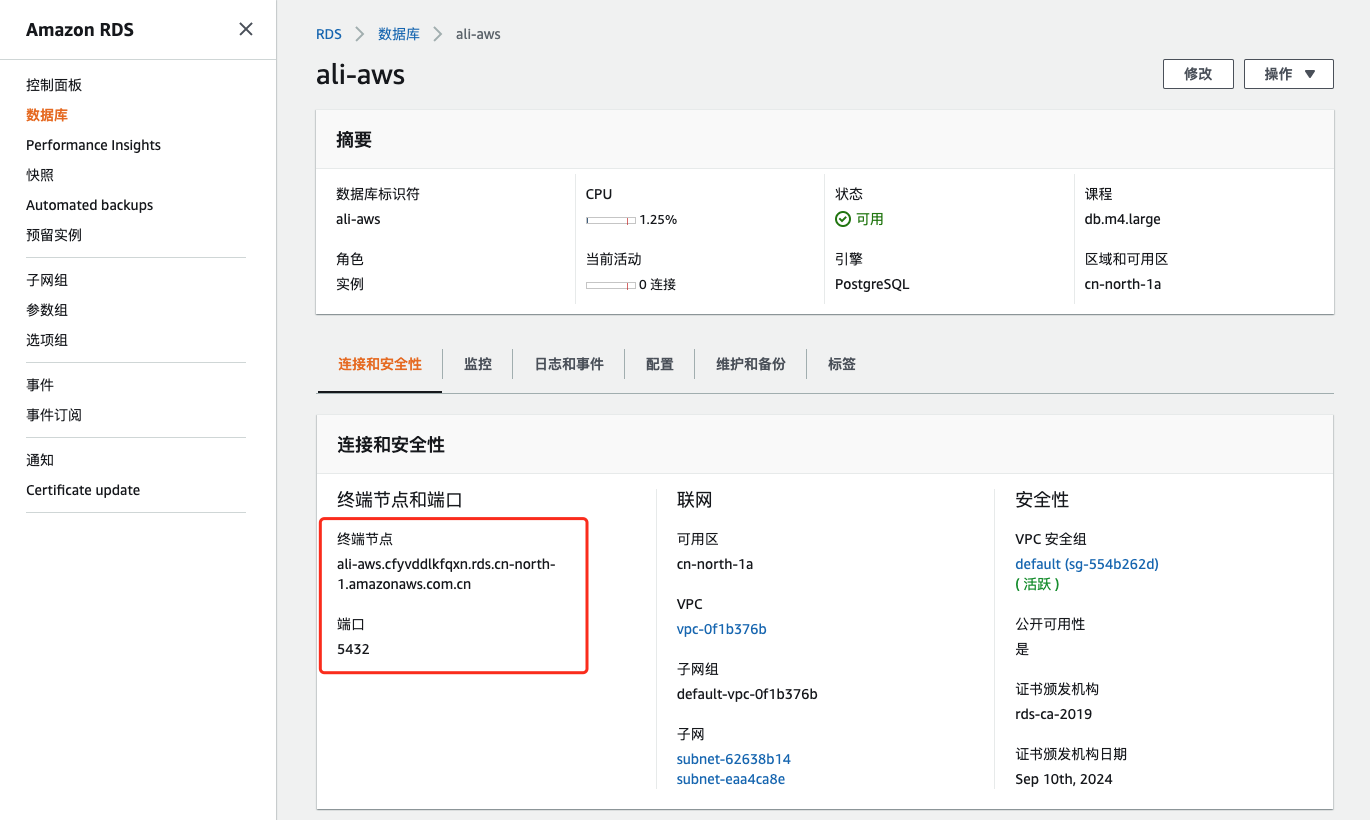 Amazon RDS
控制面板
数据库
Performance Insights
快照
Automated backups
预留实例
子网组
参数组
选项组
事件
事件订阅
通知
Certificate update
RDS 数据库 ali-aws
ali-aws
修改 操作
摘要
数据库标识符
ali-aws
角色
实例
CPU
1.25%
当前活动
0 连接
状态
可用
引擎
PostgreSQL
课程
db.m4.large
区域和可用区
cn-north-1a
连接和安全性 监控 日志和事件 配置 维护和备份 标签
连接和安全性
终端节点和端口
终端节点
ali-aws.cfyvddlkfqxn.rds.cn-north-
1.amazonaws.com.cn
端口
5432
联网
可用区
cn-north-1a
VPC
vpc-0f1b376b
子网组
default-vpc-0f1b376b
子网
subnet-62638b14
subnet-eaa4ca8e
安全性
VPC 安全组
default (sg-554b262d)
( 活跃 )
公开可用性
是
证书颁发机构
rds-ca-2019
证书颁发机构日期
Sep 10th, 2024